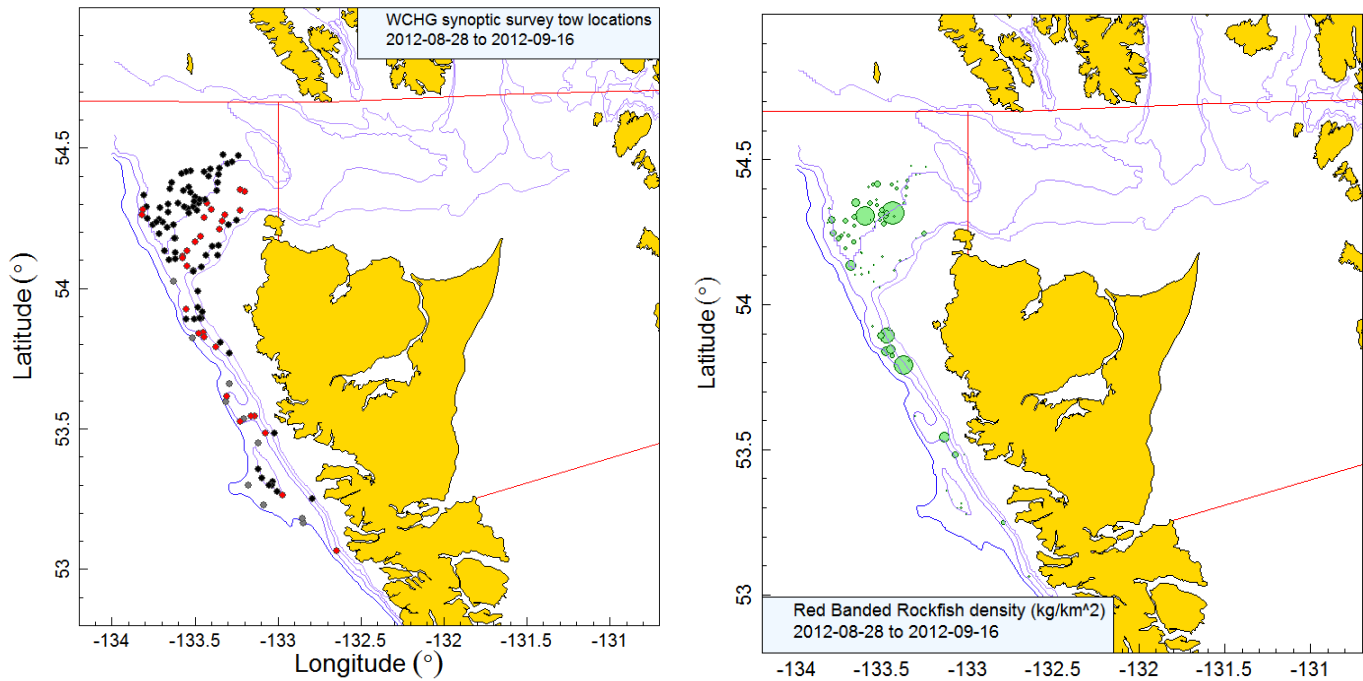 WCHG synoptic survey tow locations
2012-08-28 to 2012-09-16
54.5
54
53.5
53
Latitude (°)
-134 -133.5 -133 -132.5 -132 -131.5 -131
Longitude (°)
54.5
54
53.5
53
Latitude (°)
Red Banded Rockfish density (kg/km^2)
2012-08-28 to 2012-09-16
-134 -133.5 -133 -132.5 -132 -131.5 -131